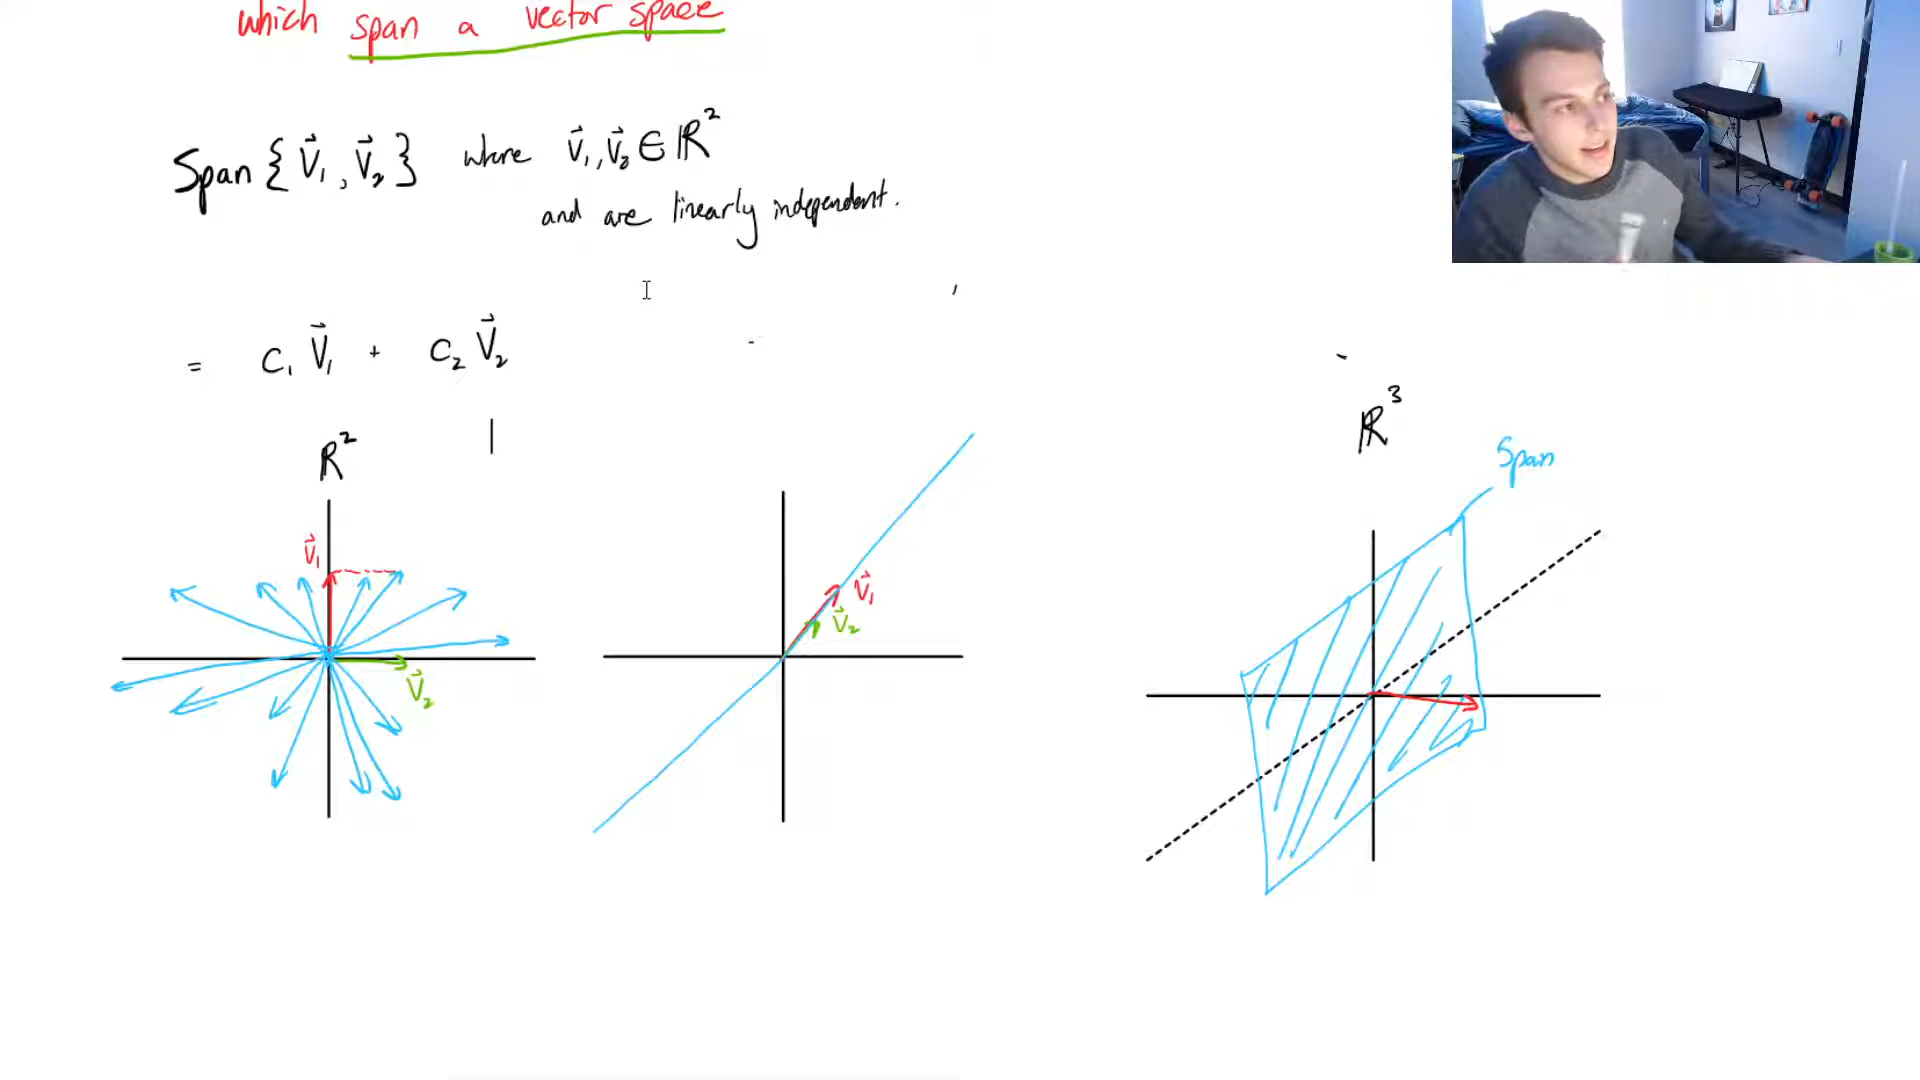 which span a vector space
Span { V⃗₁, V⃗₂ } where V⃗₁, V⃗₂ ∈ ℝ²
and are linearly independent.
= C₁ V⃗₁ + C₂ V⃗₂
ℝ²
V⃗₁
V⃗₂
V⃗₁
V⃗₂
ℝ³
Span